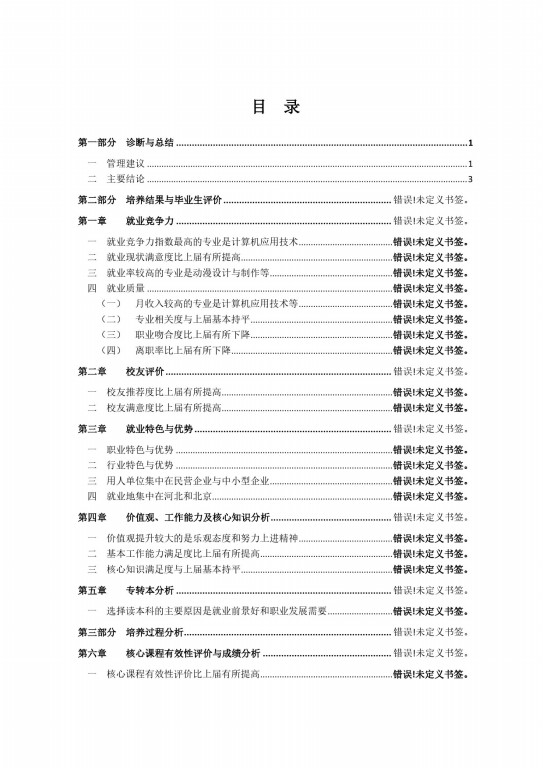 目 录
第一部分 诊断与总结 ........ 1
一 管理建议 ........ 1
二 主要结论 ........ 3
第二部分 培养结果与毕业生评价 ........ 错误!未定义书签。
第一章 就业竞争力 ........ 错误!未定义书签。
一 就业竞争力指数最高的专业是计算机应用技术 ........ 错误!未定义书签。
二 就业现状满意度比上届有所提高 ........ 错误!未定义书签。
三 就业率较高的专业是动漫设计与制作等 ........ 错误!未定义书签。
四 就业质量 ........ 错误!未定义书签。
（一） 月收入较高的专业是计算机应用技术等 ........ 错误!未定义书签。
（二） 专业相关度与上届基本持平 ........ 错误!未定义书签。
（三） 职业吻合度比上届有所下降 ........ 错误!未定义书签。
（四） 离职率比上届有所下降 ........ 错误!未定义书签。
第二章 校友评价 ........ 错误!未定义书签。
一 校友推荐度比上届有所提高 ........ 错误!未定义书签。
二 校友满意度比上届有所提高 ........ 错误!未定义书签。
第三章 就业特色与优势 ........ 错误!未定义书签。
一 职业特色与优势 ........ 错误!未定义书签。
二 行业特色与优势 ........ 错误!未定义书签。
三 用人单位集中在民营企业与中小型企业 ........ 错误!未定义书签。
四 就业地集中在河北和北京 ........ 错误!未定义书签。
第四章 价值观、工作能力及核心知识分析 ........ 错误!未定义书签。
一 价值观提升较大的是乐观态度和努力上进精神 ........ 错误!未定义书签。
二 基本工作能力满足度比上届有所提高 ........ 错误!未定义书签。
三 核心知识满足度与上届基本持平 ........ 错误!未定义书签。
第五章 专转本分析 ........ 错误!未定义书签。
一 选择读本科的主要原因是就业前景好和职业发展需要 ........ 错误!未定义书签。
第三部分 培养过程分析 ........ 错误!未定义书签。
第六章 核心课程有效性评价与成绩分析 ........ 错误!未定义书签。
一 核心课程有效性评价比上届有所提高 ........ 错误!未定义书签。